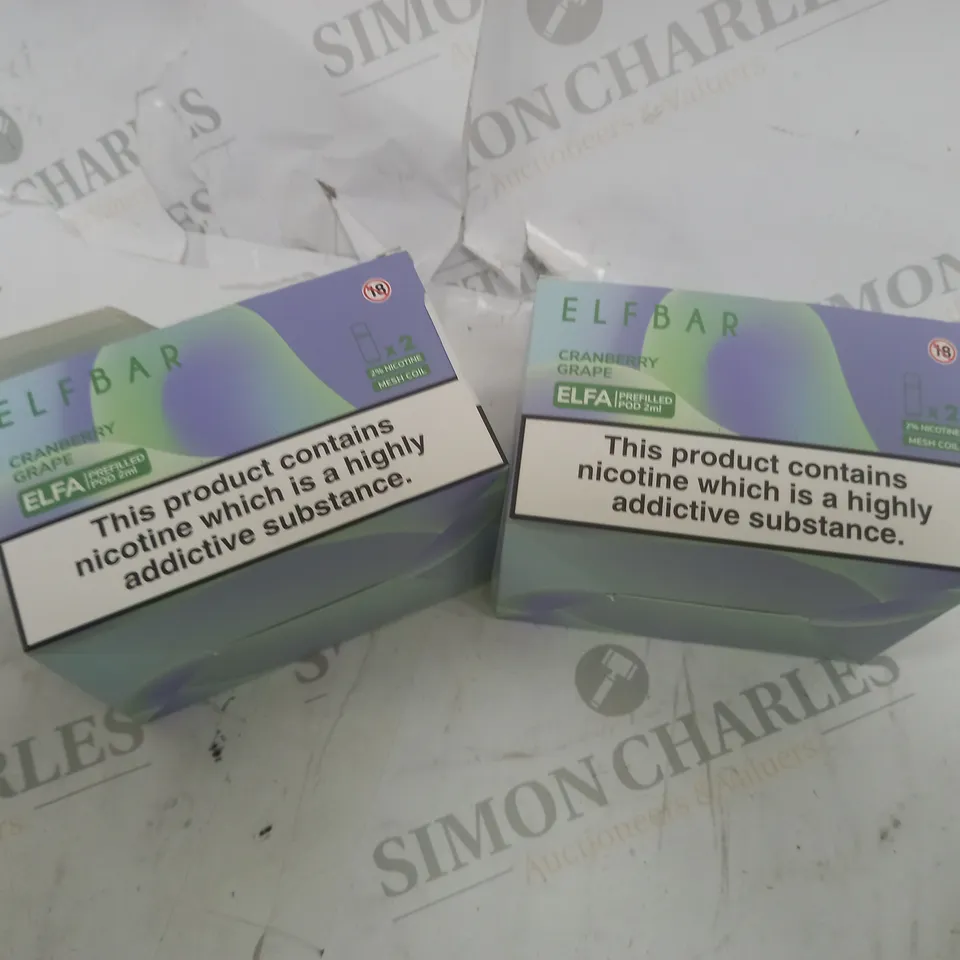 SIMON CHARLES
Auctioneers & Valuers
ELFBAR
CRANBERRY
GRAPE
ELFA PREFILLED
POD 2ml
18
x 2
2% NICOTINE
MESH COIL
This product contains
nicotine which is a highly
addictive substance.
ELFBAR
CRANBERRY
GRAPE
ELFA PREFILLED
POD 2ml
18
x 2
2% NICOTINE
MESH COIL
This product contains
nicotine which is a highly
addictive substance.
SIMON CHARLES
Auctioneers & Valuers